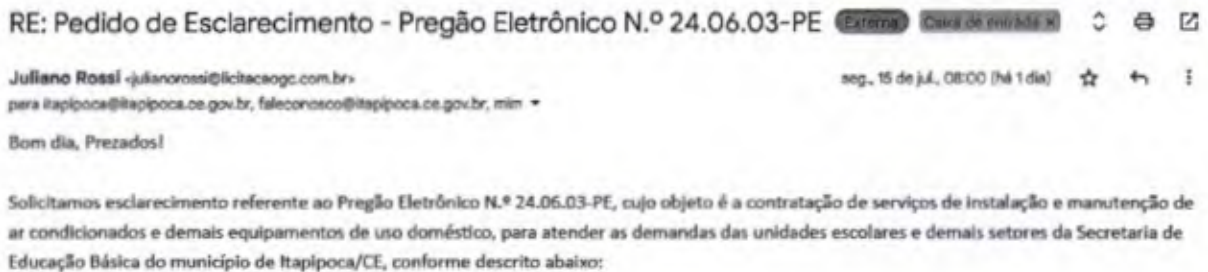 RE: Pedido de Esclarecimento - Pregão Eletrônico N.º 24.06.03-PE Externa Caixa de entrada x
Juliano Rossi <julianorossi@licitacaogc.com.br> seg., 15 de jul., 08:00 (há 1 dia)
para itapipoca@itapipoca.ce.gov.br, faleconosco@itapipoca.ce.gov.br, mim
Bom dia, Prezados!
Solicitamos esclarecimento referente ao Pregão Eletrônico N.º 24.06.03-PE, cujo objeto é a contratação de serviços de instalação e manutenção de
ar condicionados e demais equipamentos de uso doméstico, para atender as demandas das unidades escolares e demais setores da Secretaria de
Educação Básica do município de Itapipoca/CE, conforme descrito abaixo: